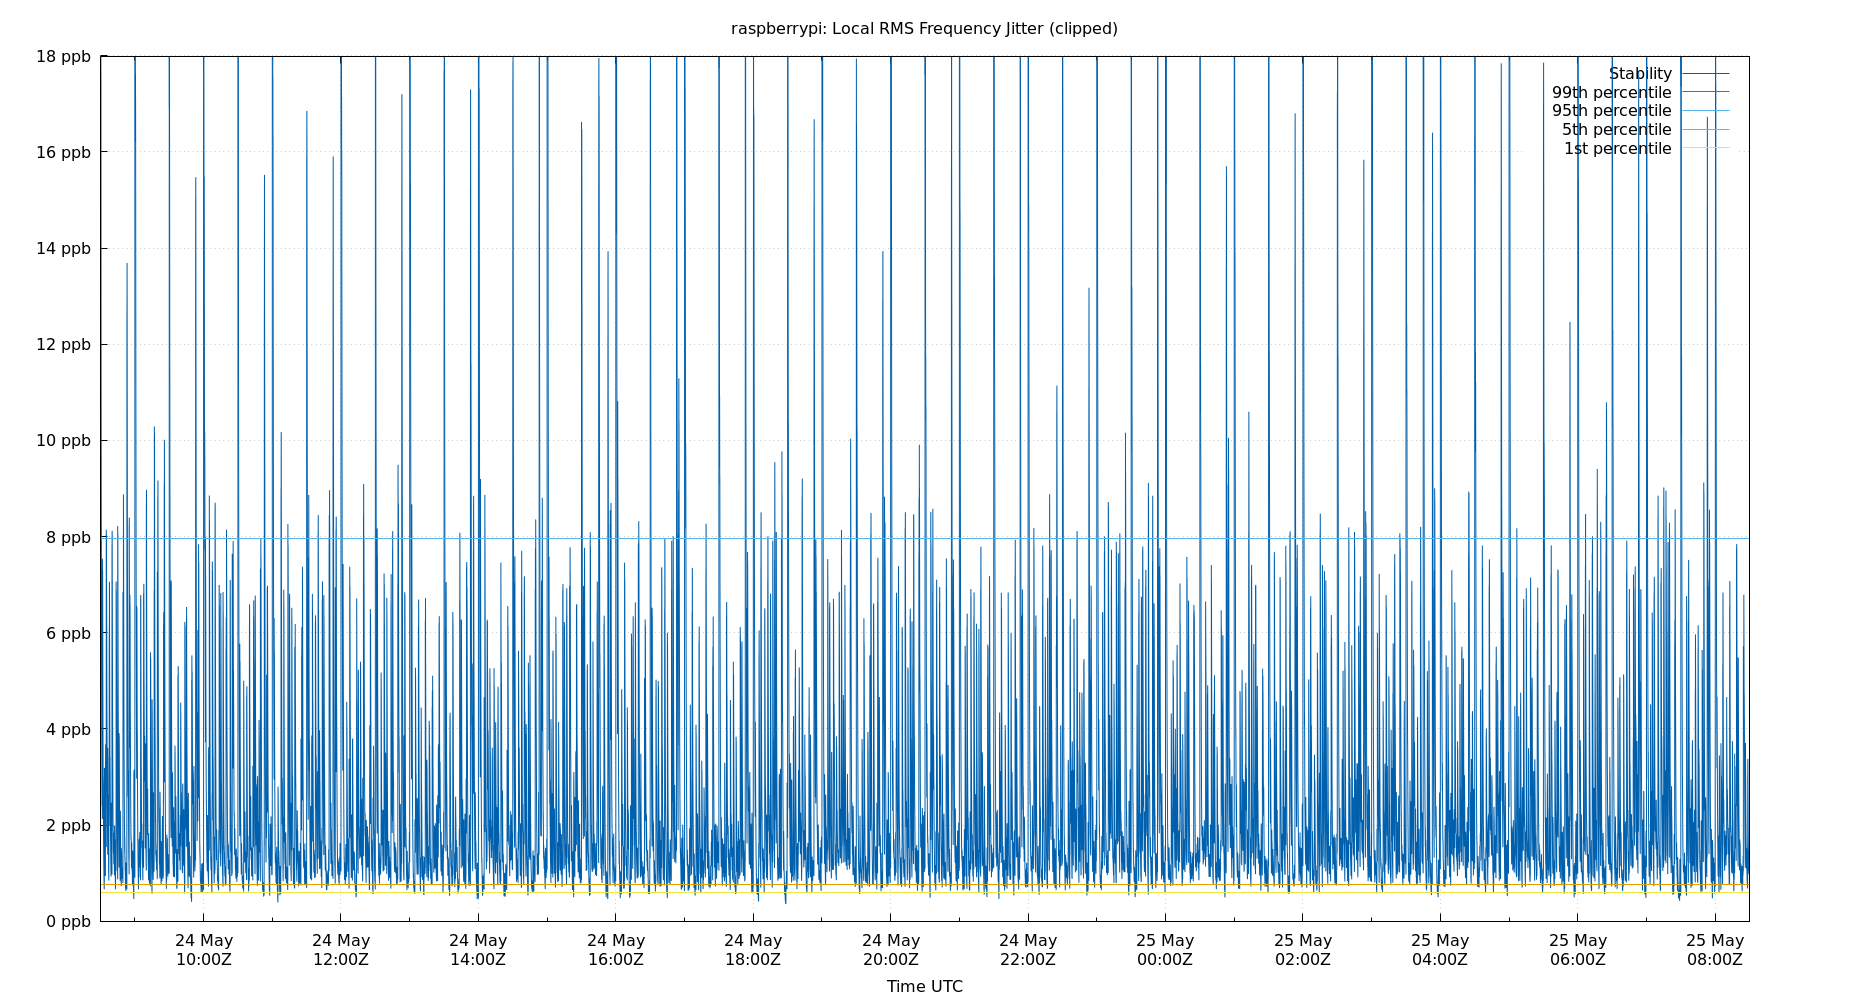 raspberrypi: Local RMS Frequency Jitter (clipped)
18 ppb
16 ppb
14 ppb
12 ppb
10 ppb
8 ppb
6 ppb
4 ppb
2 ppb
0 ppb
Stability
99th percentile
95th percentile
5th percentile
1st percentile
24 May 24 May 24 May 24 May 24 May 24 May 24 May 25 May 25 May 25 May 25 May 25 May
10:00Z 12:00Z 14:00Z 16:00Z 18:00Z 20:00Z 22:00Z 00:00Z 02:00Z 04:00Z 06:00Z 08:00Z
Time UTC